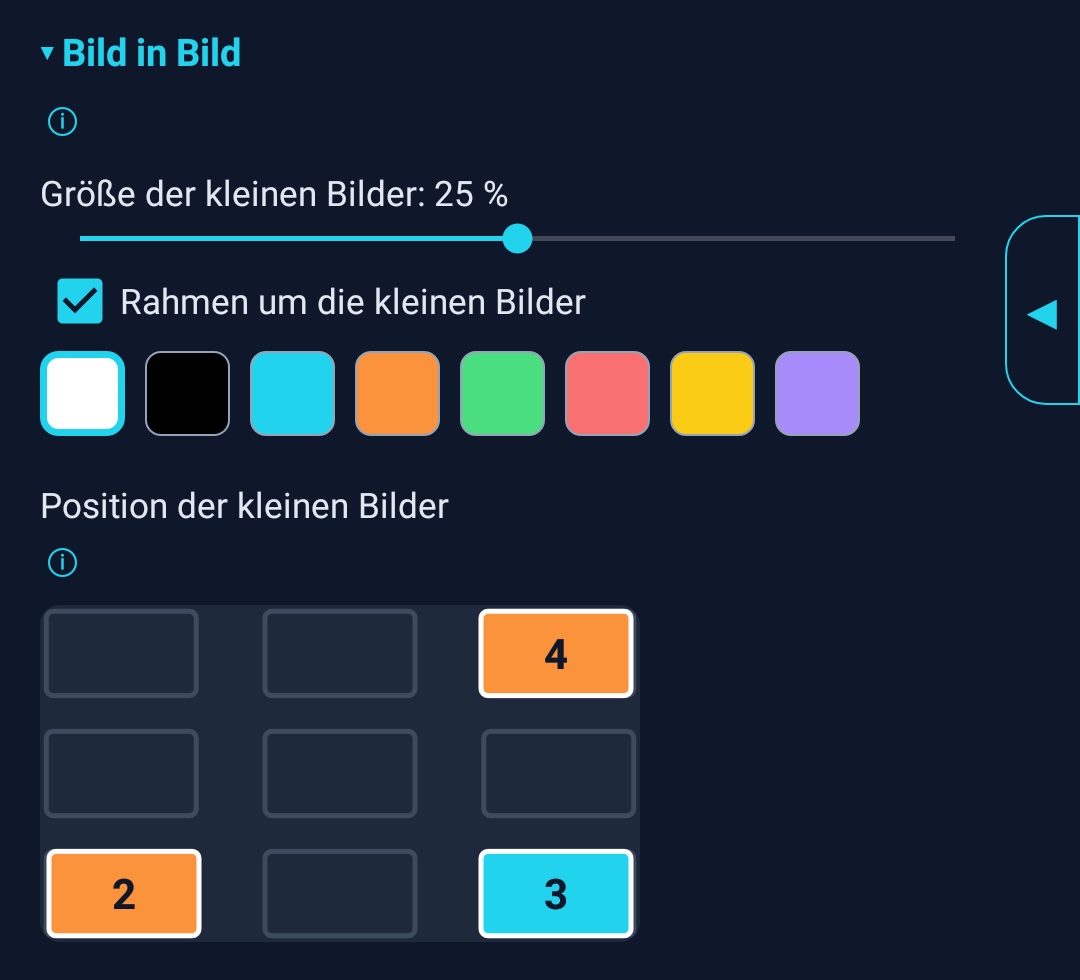 ▾ Bild in Bild
ⓘ
Größe der kleinen Bilder: 25 %
Rahmen um die kleinen Bilder
Position der kleinen Bilder
ⓘ
4
2 3